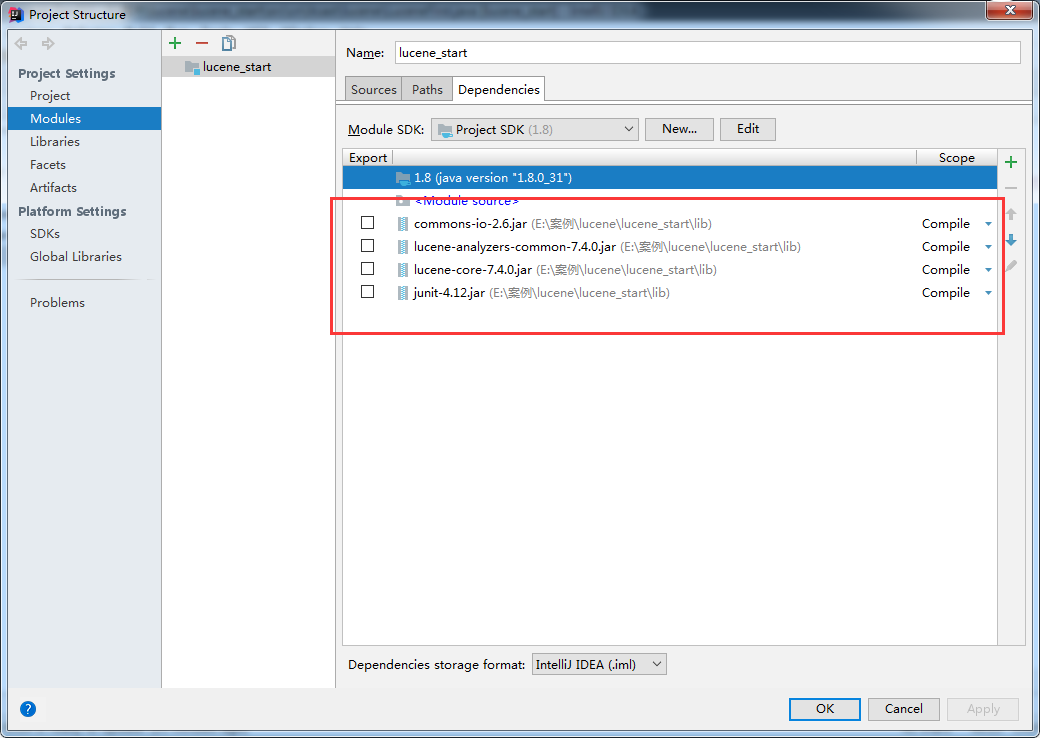 Project Structure
Project Settings
Project
Modules
Libraries
Facets
Artifacts
Platform Settings
SDKs
Global Libraries
Problems
lucene_start
Name: lucene_start
Sources Paths Dependencies
Module SDK: Project SDK (1.8) New... Edit
Export Scope
1.8 (java version "1.8.0_31")
<Module source>
commons-io-2.6.jar (E:\案例\lucene\lucene_start\lib) Compile
lucene-analyzers-common-7.4.0.jar (E:\案例\lucene\lucene_start\lib) Compile
lucene-core-7.4.0.jar (E:\案例\lucene\lucene_start\lib) Compile
junit-4.12.jar (E:\案例\lucene\lucene_start\lib) Compile
Dependencies storage format: IntelliJ IDEA (.iml)
? OK Cancel Apply